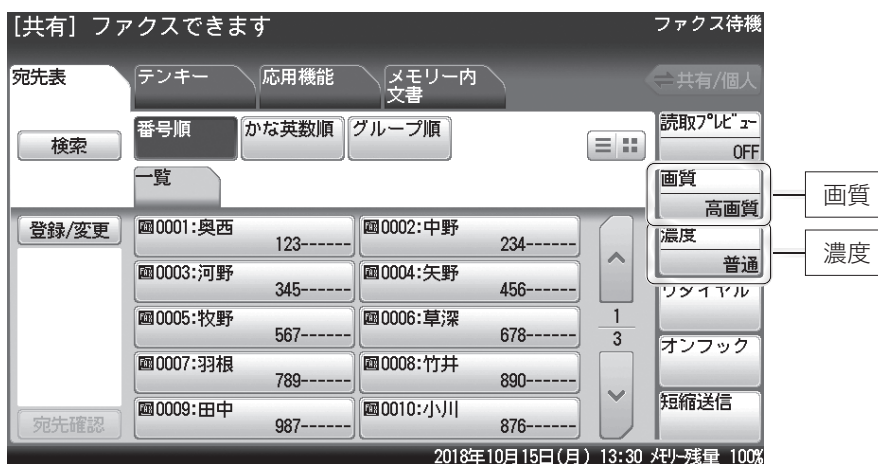 [共有] ファクスできます
ファクス待機
宛先表
テンキー
応用機能
メモリー内
文書
共有/個人
検索
番号順
かな英数順
グループ順
読取プレビュー
OFF
一覧
画質
高画質
画質
登録/変更
0001:奥西
123------
0002:中野
234------
濃度
普通
濃度
0003:河野
345------
0004:矢野
456------
リダイヤル
0005:牧野
567------
0006:草深
678------
1
3
オンフック
0007:羽根
789------
0008:竹井
890------
短縮送信
宛先確認
0009:田中
987------
0010:小川
876------
2018年10月15日(月) 13:30 メモリー残量 100%